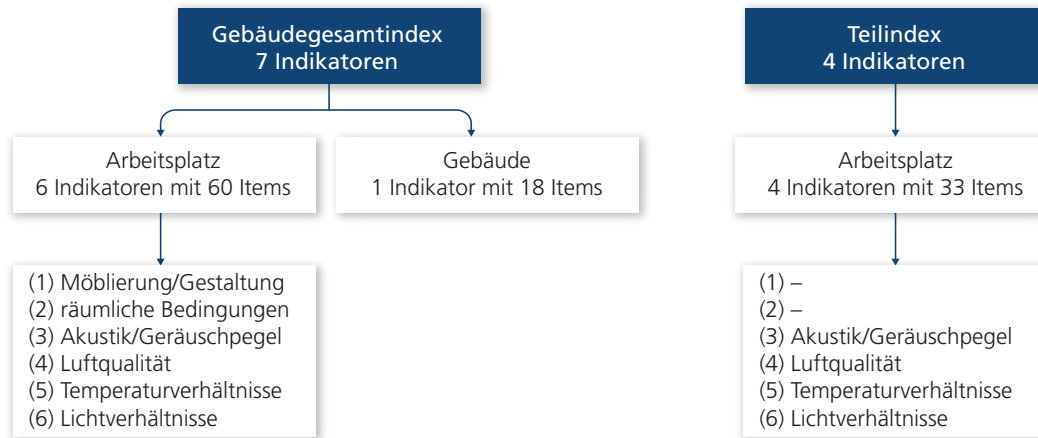 Gebäudegesamtindex
7 Indikatoren
Arbeitsplatz
6 Indikatoren mit 60 Items
Gebäude
1 Indikator mit 18 Items
(1) Möblierung/Gestaltung
(2) räumliche Bedingungen
(3) Akustik/Geräuschpegel
(4) Luftqualität
(5) Temperaturverhältnisse
(6) Lichtverhältnisse
Teilindex
4 Indikatoren
Arbeitsplatz
4 Indikatoren mit 33 Items
(1) –
(2) –
(3) Akustik/Geräuschpegel
(4) Luftqualität
(5) Temperaturverhältnisse
(6) Lichtverhältnisse